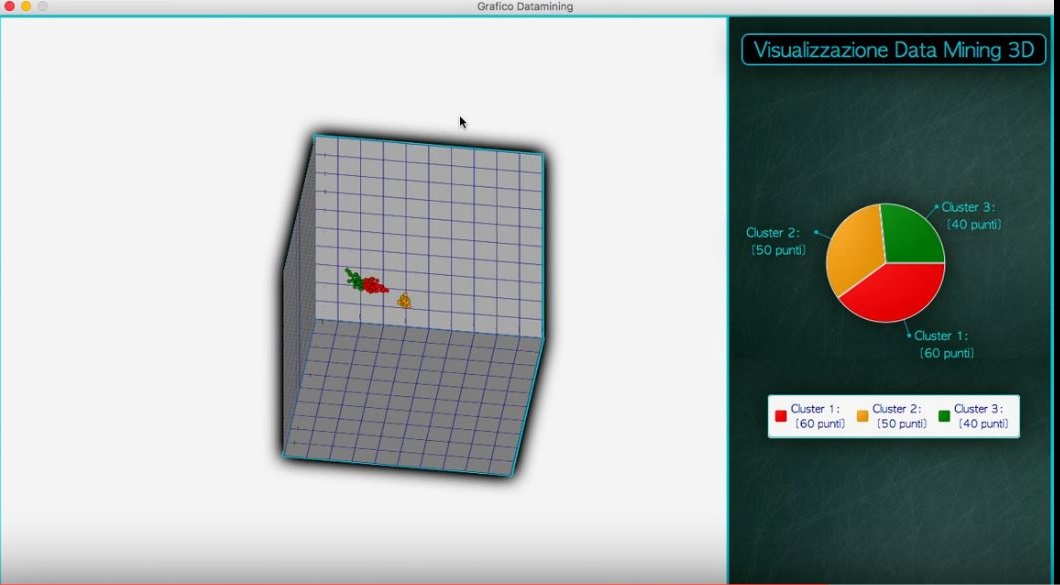 Grafico Datamining
Visualizzazione Data Mining 3D
Cluster 3:
(40 punti)
Cluster 2:
(50 punti)
Cluster 1:
(60 punti)
Cluster 1:
(60 punti)
Cluster 2:
(50 punti)
Cluster 3:
(40 punti)